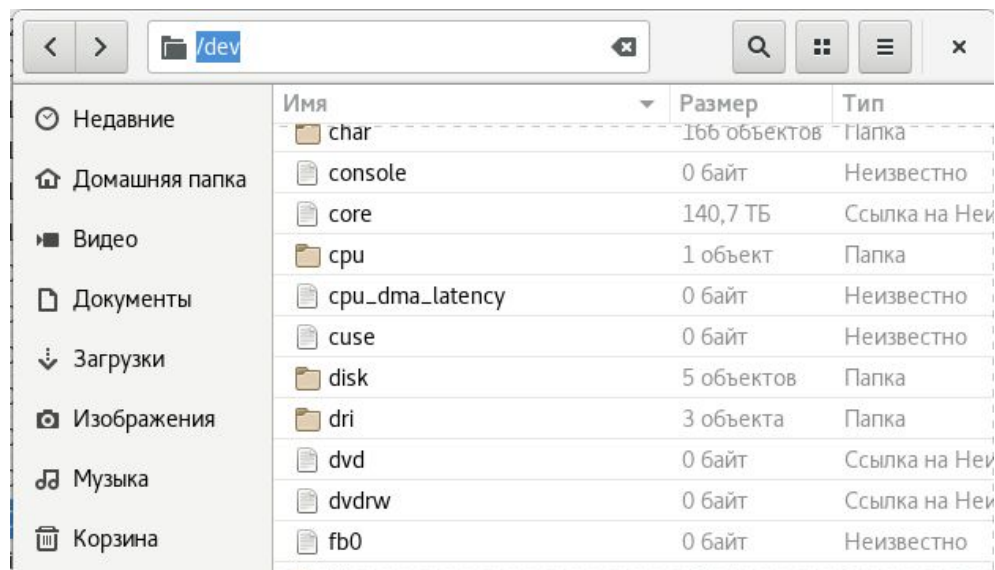 /dev
Недавние
Домашняя папка
Видео
Документы
Загрузки
Изображения
Музыка
Корзина
Имя Размер Тип
char 166 объектов Папка
console 0 байт Неизвестно
core 140,7 ТБ Ссылка на Неи
cpu 1 объект Папка
cpu_dma_latency 0 байт Неизвестно
cuse 0 байт Неизвестно
disk 5 объектов Папка
dri 3 объекта Папка
dvd 0 байт Ссылка на Неи
dvdrw 0 байт Ссылка на Неи
fb0 0 байт Неизвестно